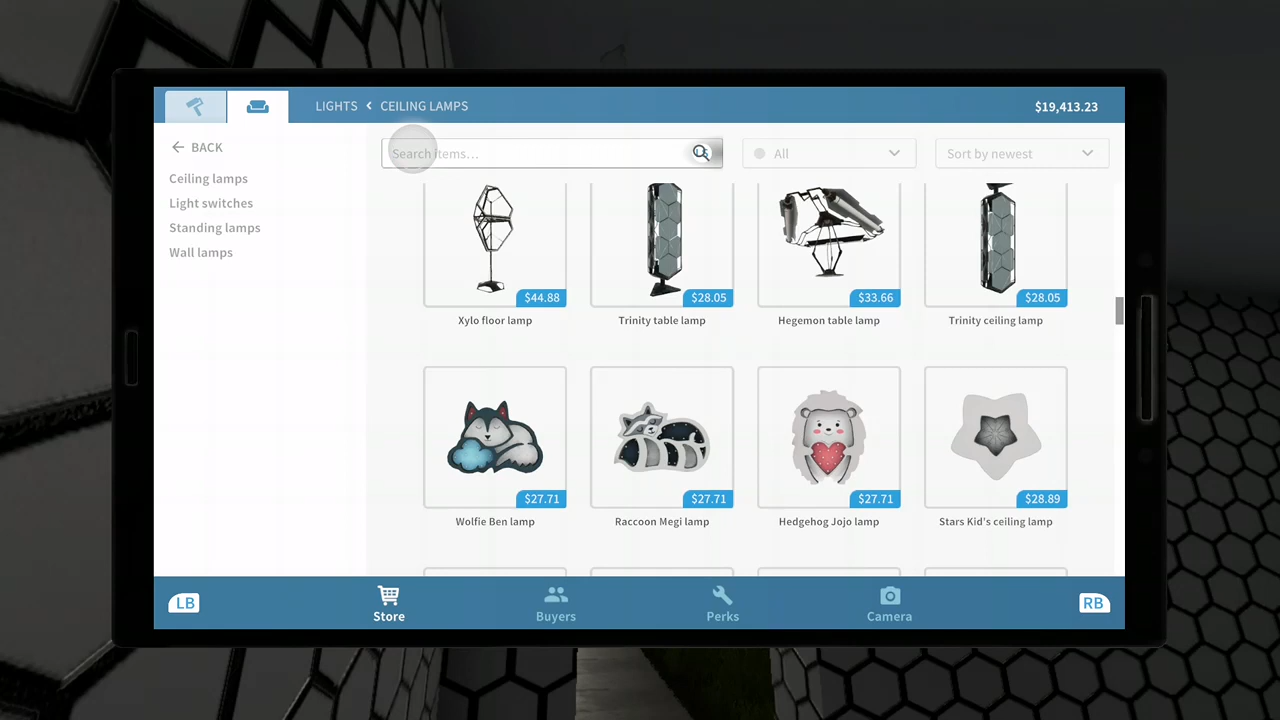 LIGHTS < CEILING LAMPS
$19,413.23
BACK
Search items...
All
Sort by newest
Ceiling lamps
Light switches
Standing lamps
Wall lamps
$44.88
$28.05
$33.66
$28.05
Xylo floor lamp
Trinity table lamp
Hegemon table lamp
Trinity ceiling lamp
$27.71
$27.71
$27.71
$28.89
Wolfie Ben lamp
Raccoon Megi lamp
Hedgehog Jojo lamp
Stars Kid's ceiling lamp
LB
Store
Buyers
Perks
Camera
RB